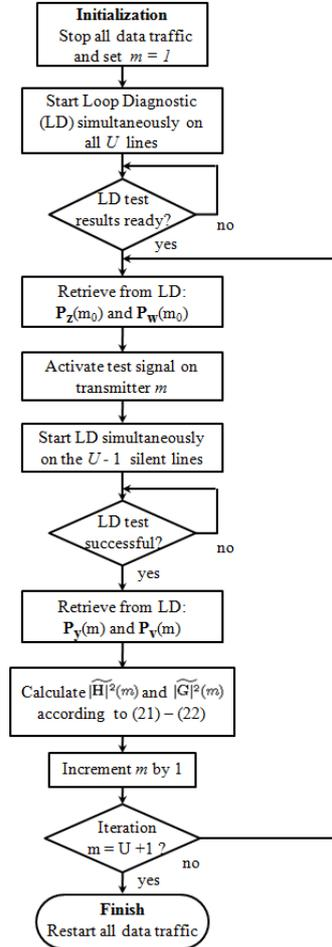 Initialization
Stop all data traffic
and set m = 1
Start Loop Diagnostic
(LD) simultaneously on
all U lines
LD test
results ready?
no
yes
Retrieve from LD:
P_z(m_0) and P_w(m_0)
Activate test signal on
transmitter m
Start LD simultaneously
on the U - 1 silent lines
LD test
successful?
no
yes
Retrieve from LD:
P_y(m) and P_v(m)
Calculate |H̃|²(m) and |G̃|²(m)
according to (21) – (22)
Increment m by 1
Iteration
m = U +1 ?
no
yes
Finish
Restart all data traffic